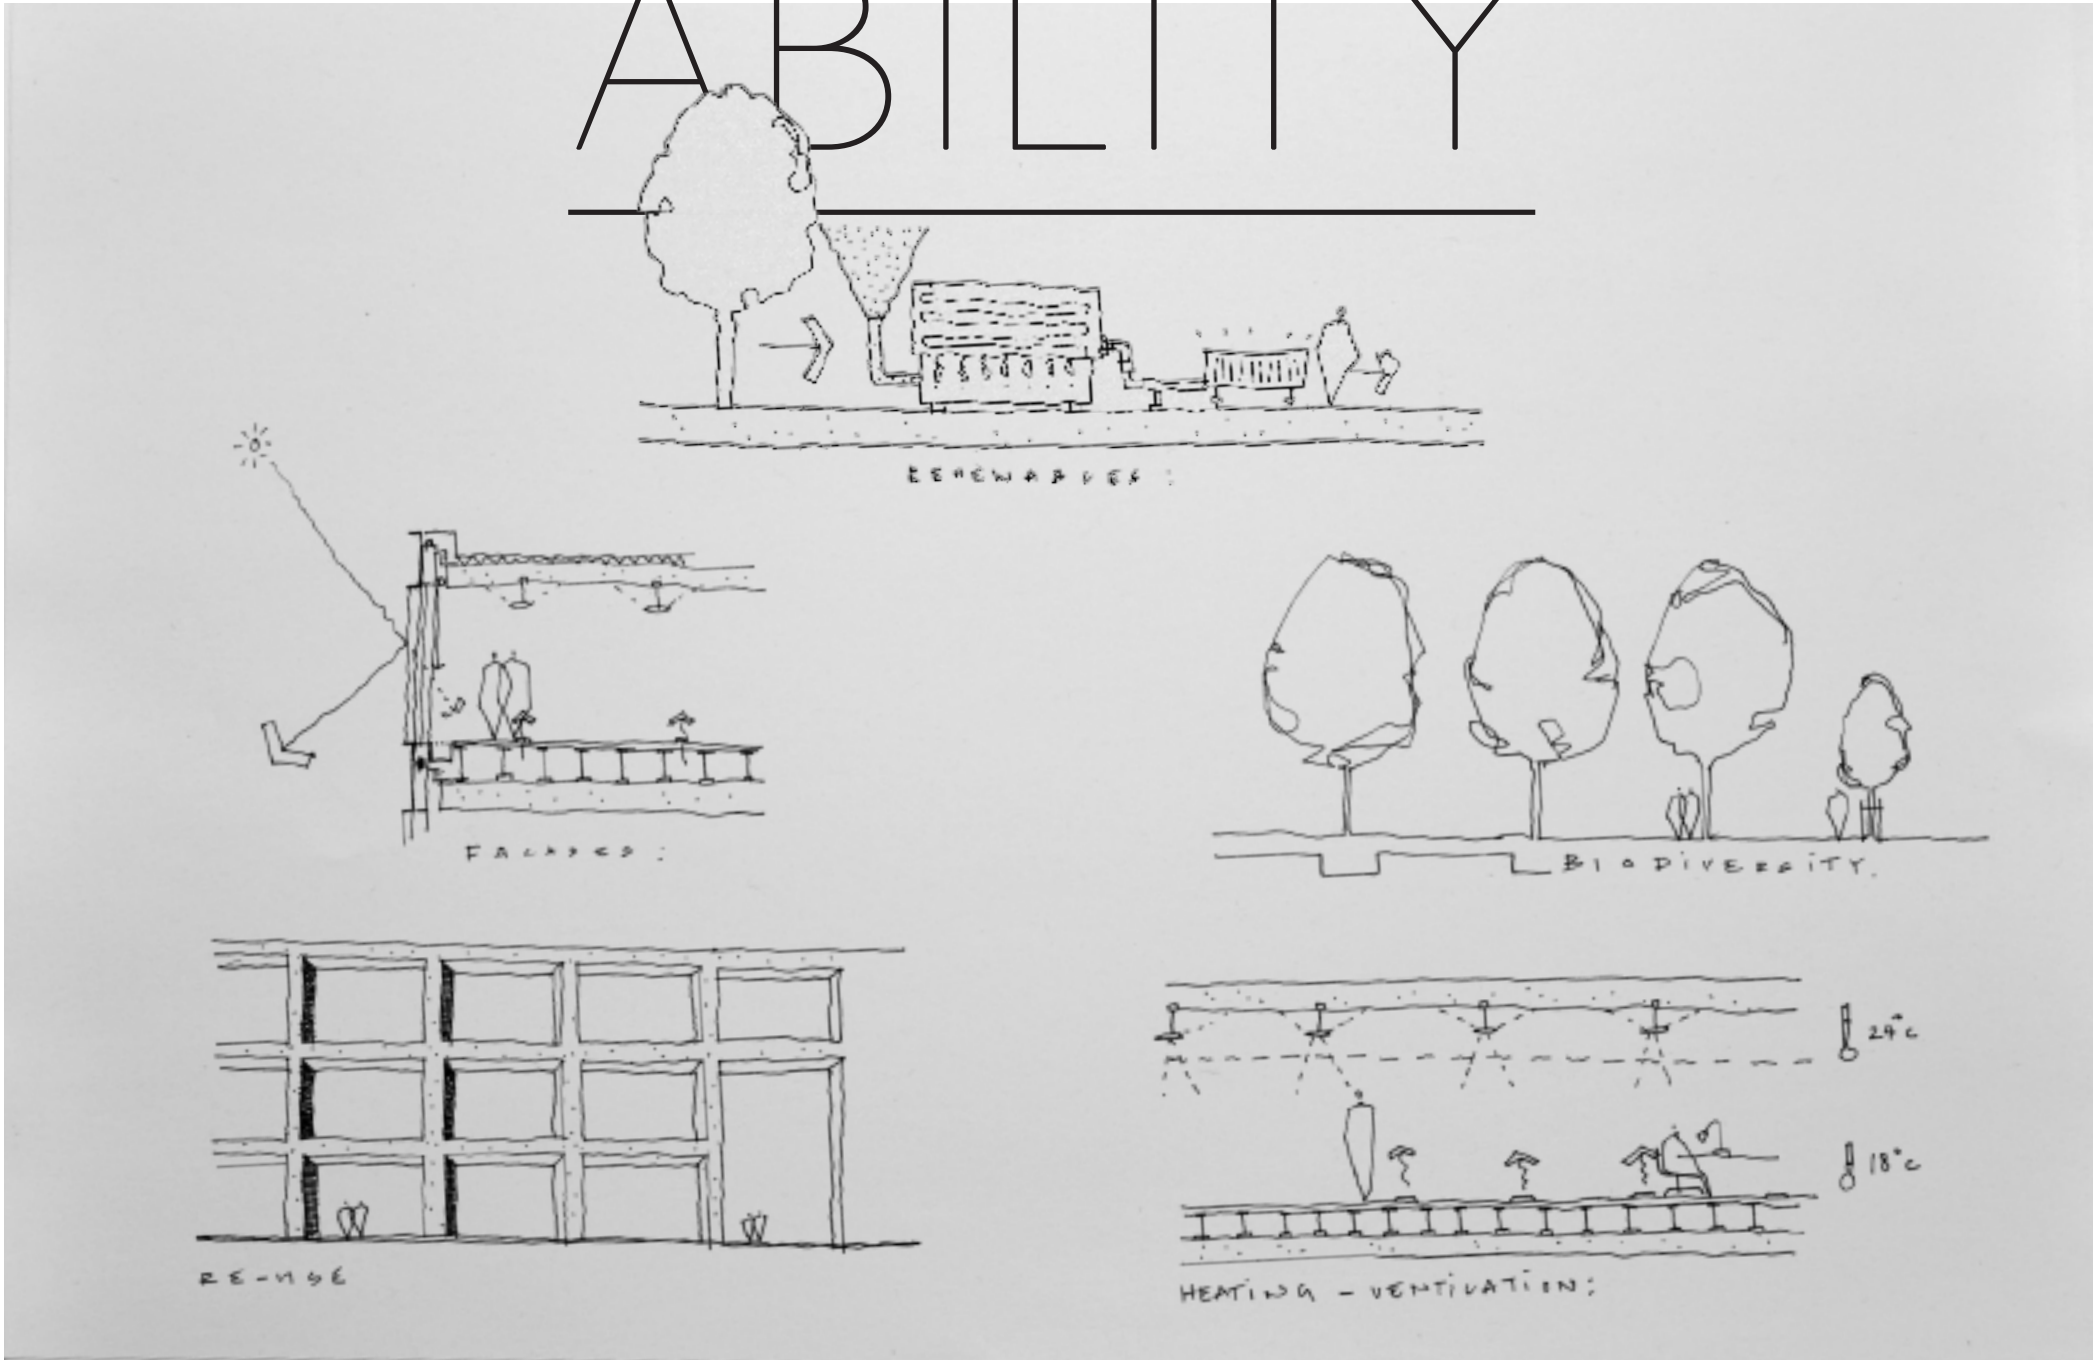 ABILITY
RENEWABLES:
FACADES:
BIODIVERSITY.
24°C
18°C
RE-USE
HEATING - VENTILATION: